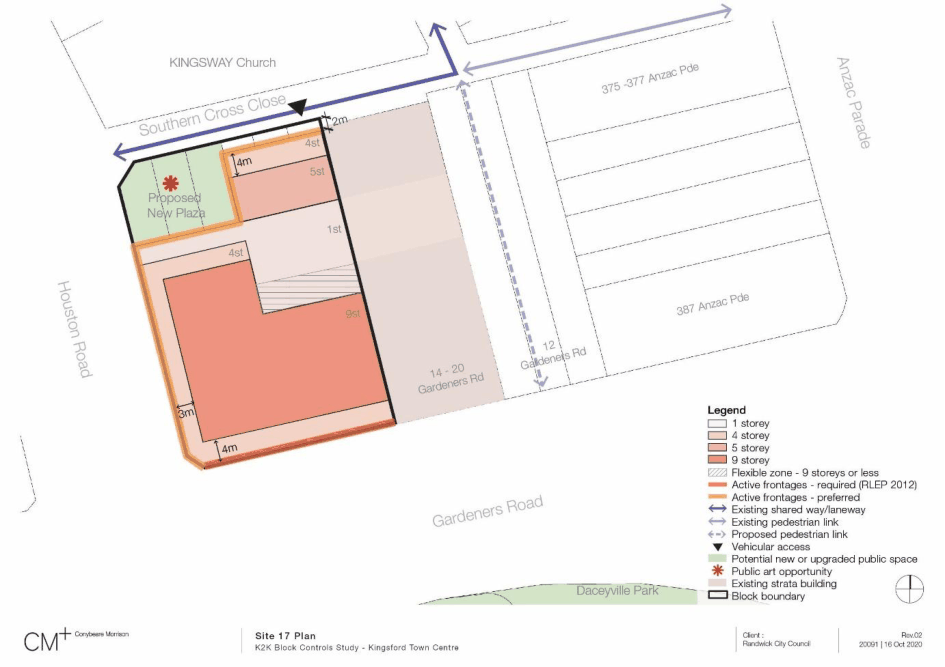 KINGSWAY Church
Southern Cross Close
375 -377 Anzac Pde
Anzac Parade
2m
4st
4m
5st
Proposed
New Plaza
1st
4st
9st
Houston Road
387 Anzac Pde
12
Gardeners Rd
14 - 20
Gardeners Rd
3m
4m
Gardeners Road
Daceyville Park
Legend
1 storey
4 storey
5 storey
9 storey
Flexible zone - 9 storeys or less
Active frontages - required (RLEP 2012)
Active frontages - preferred
Existing shared way/laneway
Existing pedestrian link
Proposed pedestrian link
Vehicular access
Potential new or upgraded public space
Public art opportunity
Existing strata building
Block boundary
CM+ Conybeare Morrison
Site 17 Plan
K2K Block Controls Study - Kingsford Town Centre
Client :
Randwick City Council
Rev.02
20091 | 16 Oct 2020